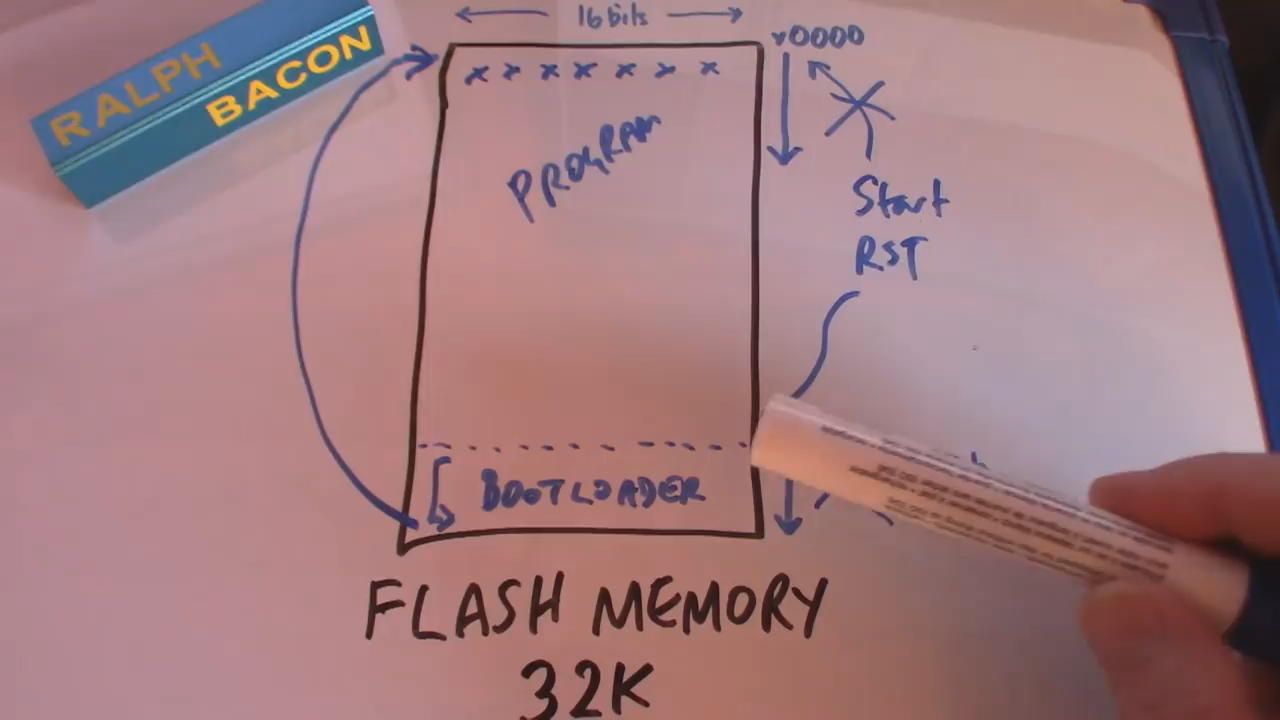 RALPH
BACON
16 bits
x0000
x x x x x x x
PROGRAM
Start
RST
BOOTLOADER
FLASH MEMORY
32K